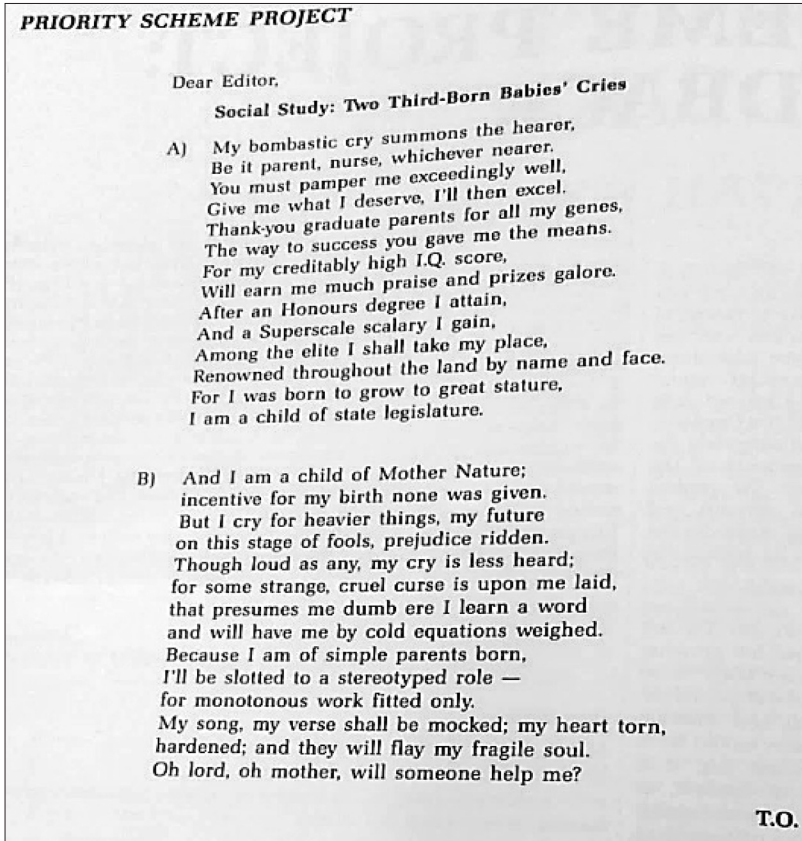 PRIORITY SCHEME PROJECT
Dear Editor,
Social Study: Two Third-Born Babies' Cries
A) My bombastic cry summons the hearer,
Be it parent, nurse, whichever nearer.
You must pamper me exceedingly well,
Give me what I deserve, I'll then excel.
Thank-you graduate parents for all my genes,
The way to success you gave me the means.
For my creditably high I.Q. score,
Will earn me much praise and prizes galore.
After an Honours degree I attain,
And a Superscale scalary I gain,
Among the elite I shall take my place,
Renowned throughout the land by name and face.
For I was born to grow to great stature,
I am a child of state legislature.
B) And I am a child of Mother Nature;
incentive for my birth none was given.
But I cry for heavier things, my future
on this stage of fools, prejudice ridden.
Though loud as any, my cry is less heard;
for some strange, cruel curse is upon me laid,
that presumes me dumb ere I learn a word
and will have me by cold equations weighed.
Because I am of simple parents born,
I'll be slotted to a stereotyped role —
for monotonous work fitted only.
My song, my verse shall be mocked; my heart torn,
hardened; and they will flay my fragile soul.
Oh lord, oh mother, will someone help me?
T.O.